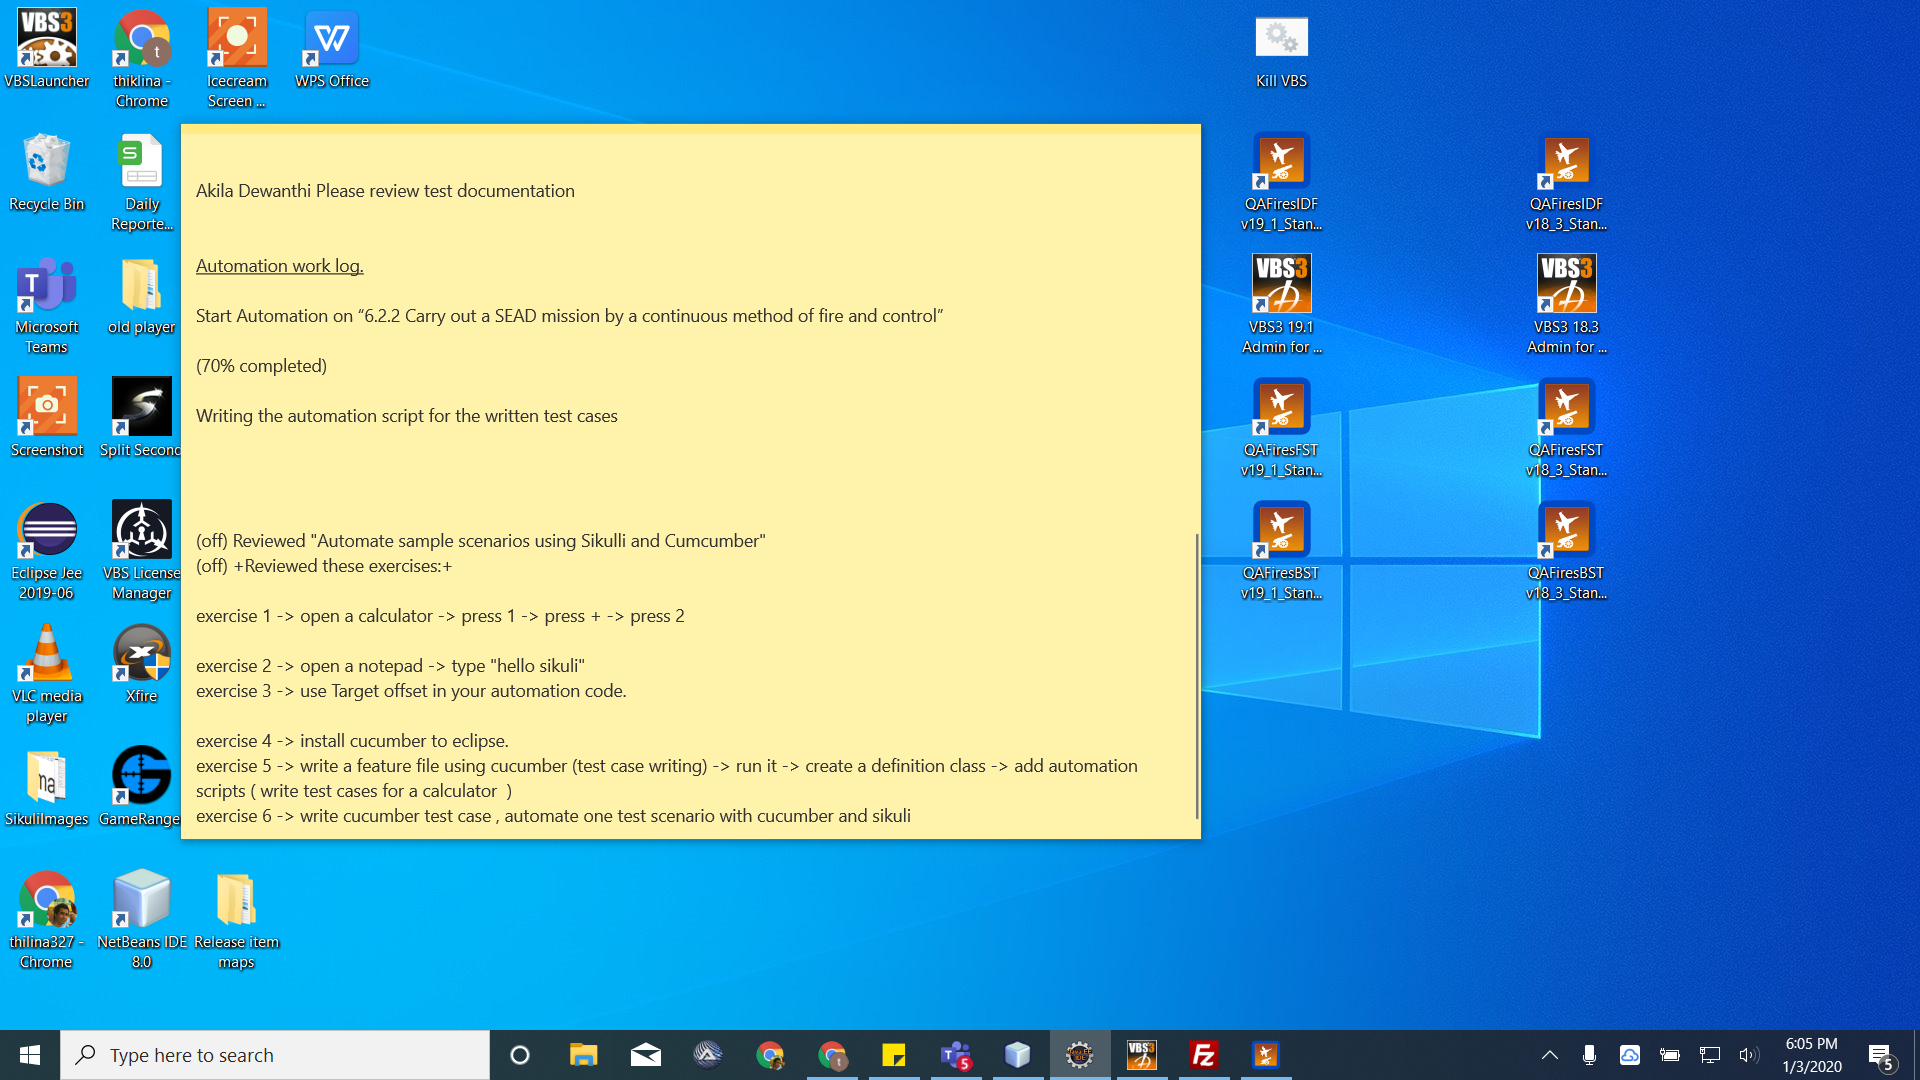 VBS3
VBSLauncher
t
thiklina -
Chrome
Icecream
Screen ...
W
WPS Office
Kill VBS
Recycle Bin
S
Daily
Reporte...
Akila Dewanthi Please review test documentation
Automation work log.
Start Automation on “6.2.2 Carry out a SEAD mission by a continuous method of fire and control”
(70% completed)
Writing the automation script for the written test cases
(off) Reviewed "Automate sample scenarios using Sikulli and Cumcumber"
(off) +Reviewed these exercises:+
exercise 1 -> open a calculator -> press 1 -> press + -> press 2
exercise 2 -> open a notepad -> type "hello sikuli"
exercise 3 -> use Target offset in your automation code.
exercise 4 -> install cucumber to eclipse.
exercise 5 -> write a feature file using cucumber (test case writing) -> run it -> create a definition class -> add automation
scripts ( write test cases for a calculator  )
exercise 6 -> write cucumber test case , automate one test scenario with cucumber and sikuli
T
Microsoft
Teams
old player
Screenshot
Split Second
Eclipse Jee
2019-06
VBS License
Manager
VLC media
player
Xfire
ma
SikuliImages
GameRange
thilina327 -
Chrome
NetBeans IDE
8.0
Release item
maps
QAFiresIDF
v19_1_Stan...
QAFiresIDF
v18_3_Stan...
VBS3
VBS3 19.1
Admin for ...
VBS3
VBS3 18.3
Admin for ...
QAFiresFST
v19_1_Stan...
QAFiresFST
v18_3_Stan...
QAFiresBST
v19_1_Stan...
QAFiresBST
v18_3_Stan...
Type here to search
t
T
5
VBS3
FZ
6:05 PM
1/3/2020
5